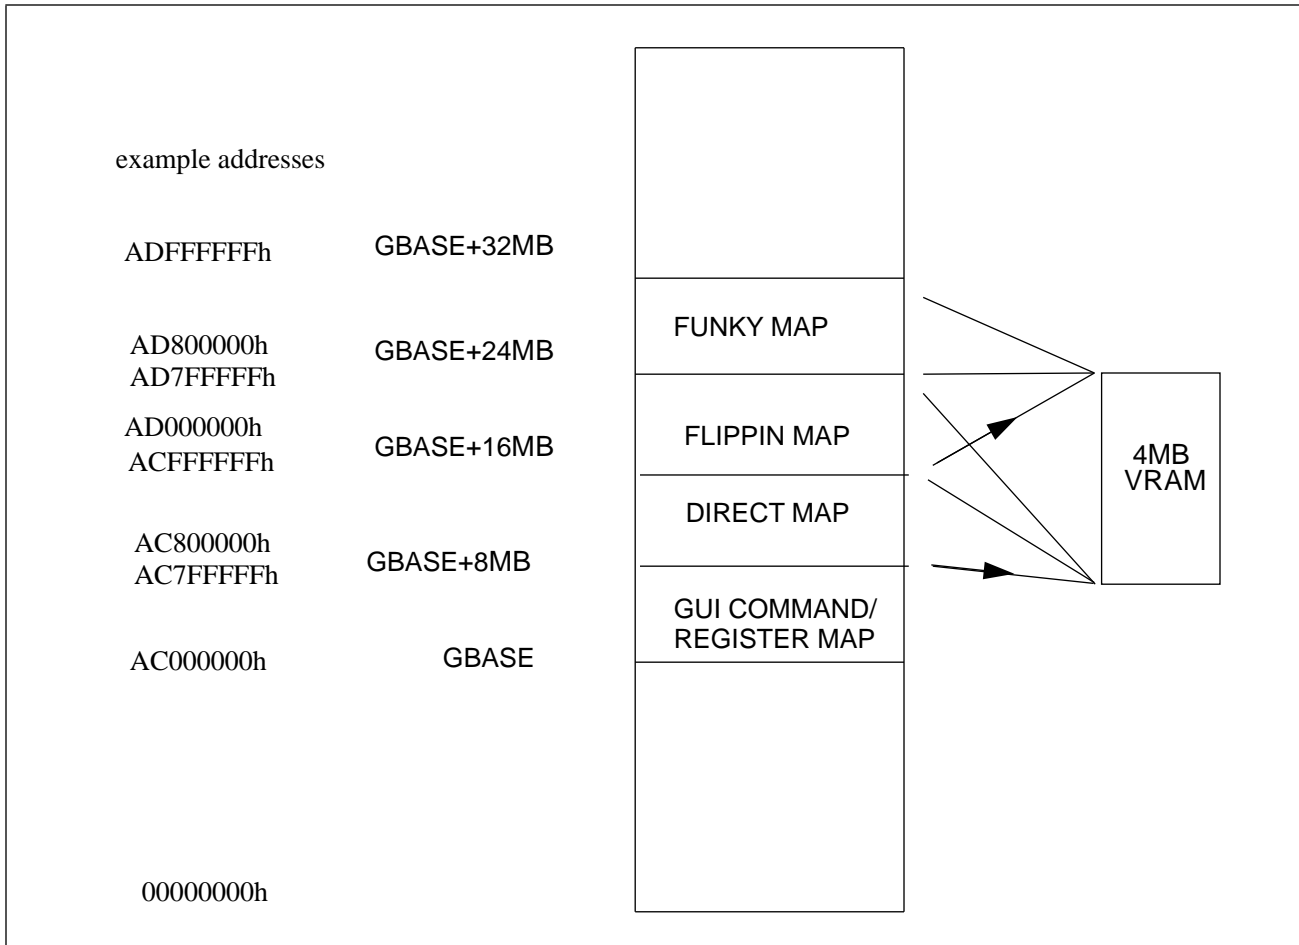 example addresses
ADFFFFFFh
GBASE+32MB
FUNKY MAP
AD800000h
GBASE+24MB
AD7FFFFFh
AD000000h
GBASE+16MB
FLIPPIN MAP
ACFFFFFFh
4MB
VRAM
DIRECT MAP
AC800000h
GBASE+8MB
AC7FFFFFh
GUI COMMAND/
REGISTER MAP
AC000000h
GBASE
00000000h